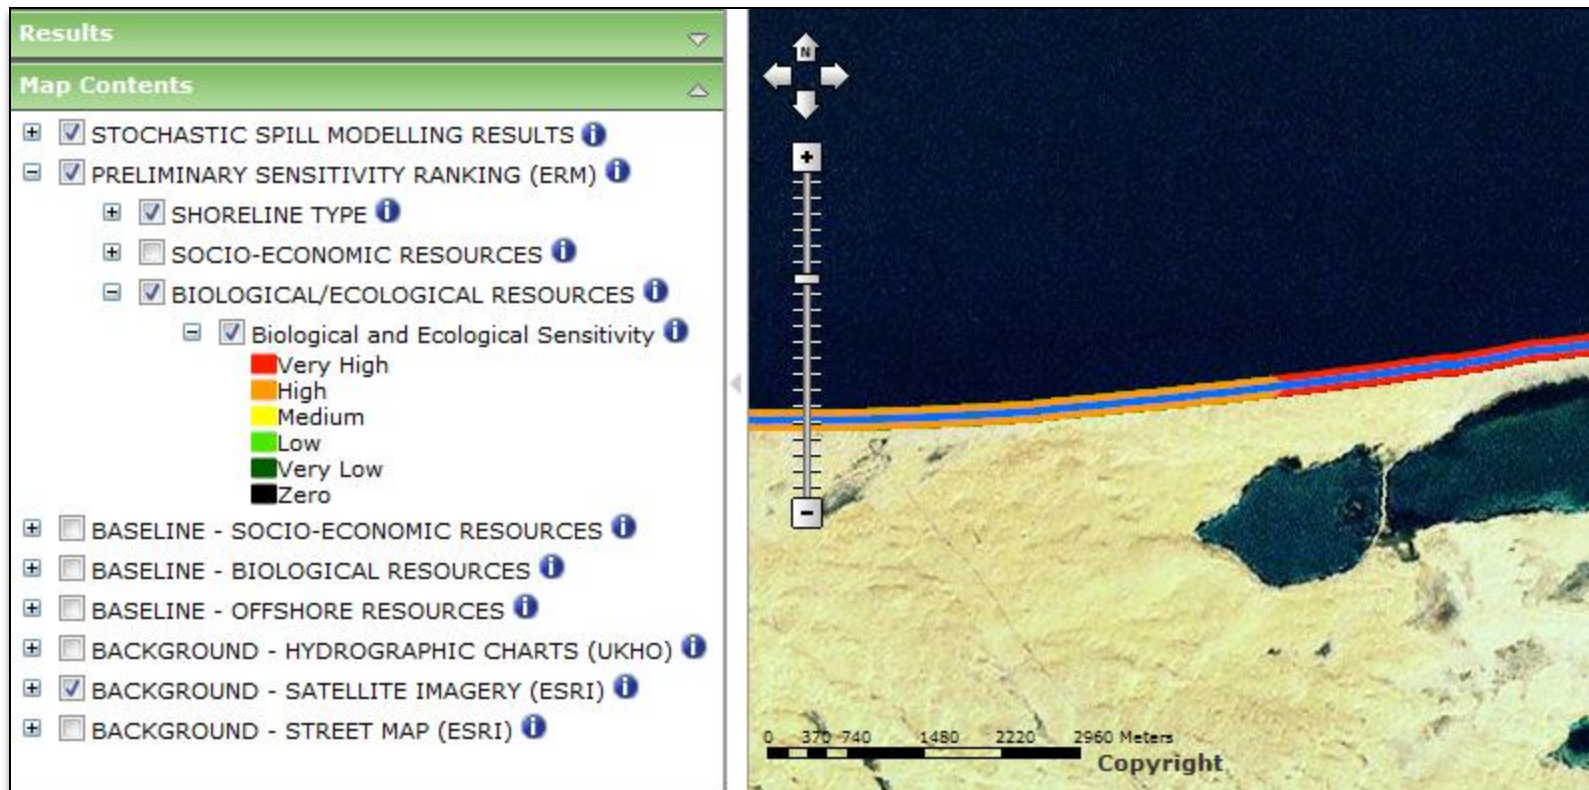 Results
Map Contents
STOCHASTIC SPILL MODELLING RESULTS i
PRELIMINARY SENSITIVITY RANKING (ERM) i
SHORELINE TYPE i
SOCIO-ECONOMIC RESOURCES i
BIOLOGICAL/ECOLOGICAL RESOURCES i
Biological and Ecological Sensitivity i
Very High
High
Medium
Low
Very Low
Zero
BASELINE - SOCIO-ECONOMIC RESOURCES i
BASELINE - BIOLOGICAL RESOURCES i
BASELINE - OFFSHORE RESOURCES i
BACKGROUND - HYDROGRAPHIC CHARTS (UKHO) i
BACKGROUND - SATELLITE IMAGERY (ESRI) i
BACKGROUND - STREET MAP (ESRI) i
N
0 370 740 1480 2220 2960 Meters
Copyright